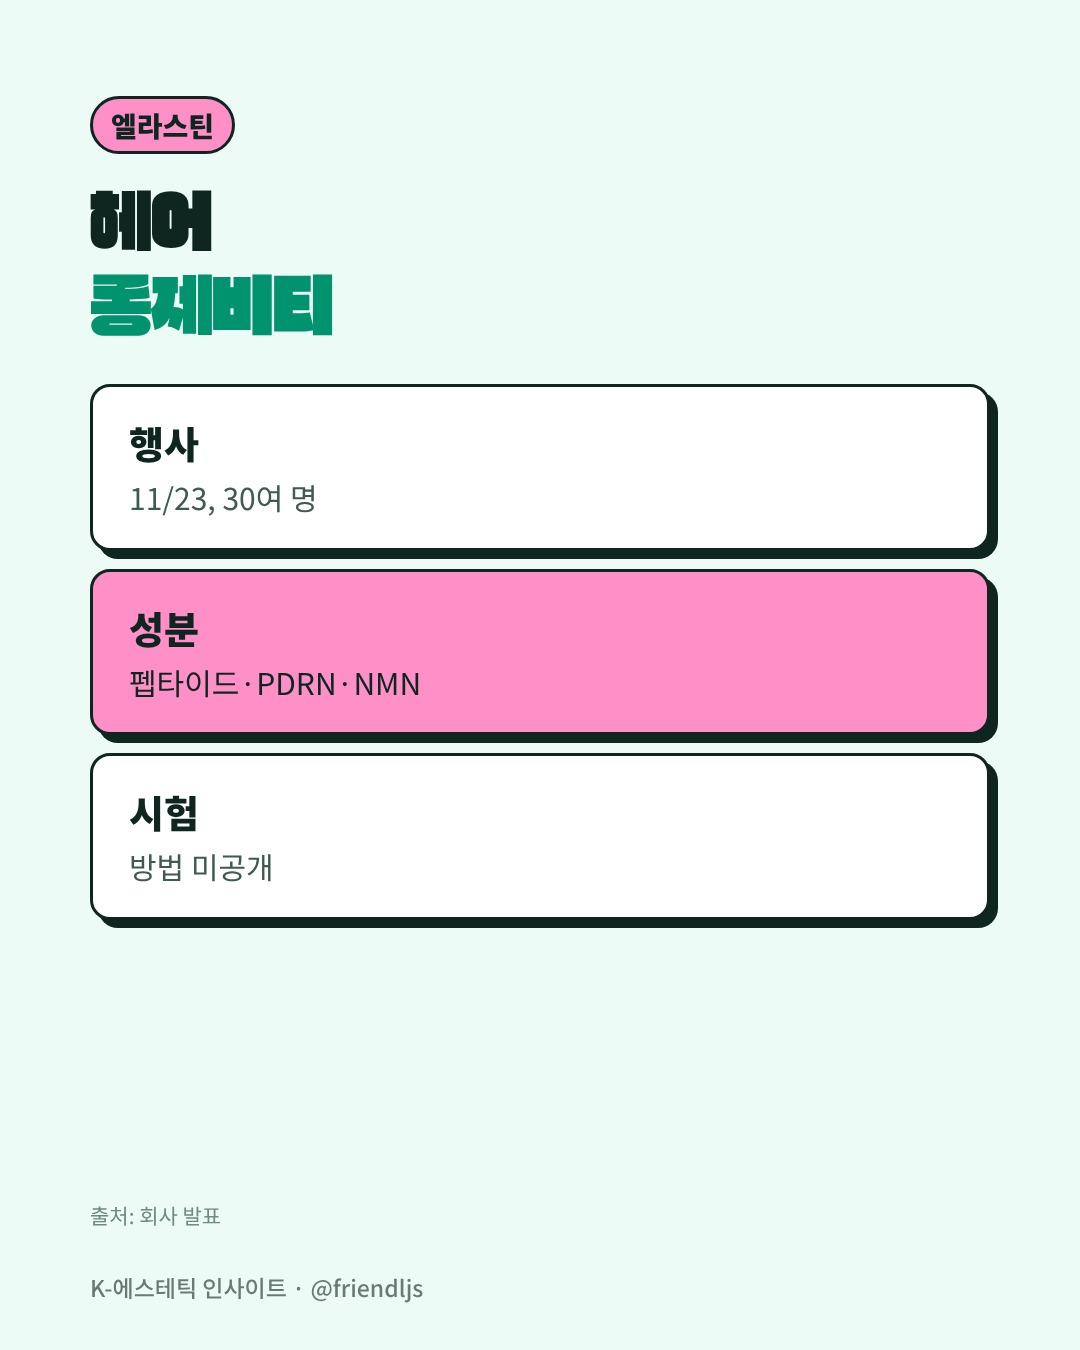 엘라스틴
헤어
롱제비티
행사
11/23, 30여 명
성분
펩타이드·PDRN·NMN
시험
방법 미공개
출처: 회사 발표
K-에스테틱 인사이트 · @friendljs